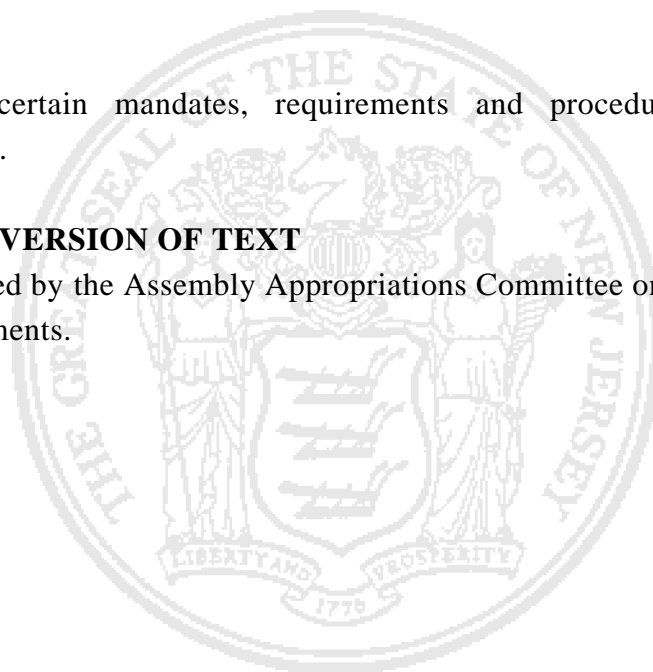 certain mandates, requirements and procedu
.
VERSION OF TEXT
ed by the Assembly Appropriations Committee or
nents.
THE GREAT SEAL OF THE STATE OF NEW JERSEY
LIBERTY AND PROSPERITY
1776